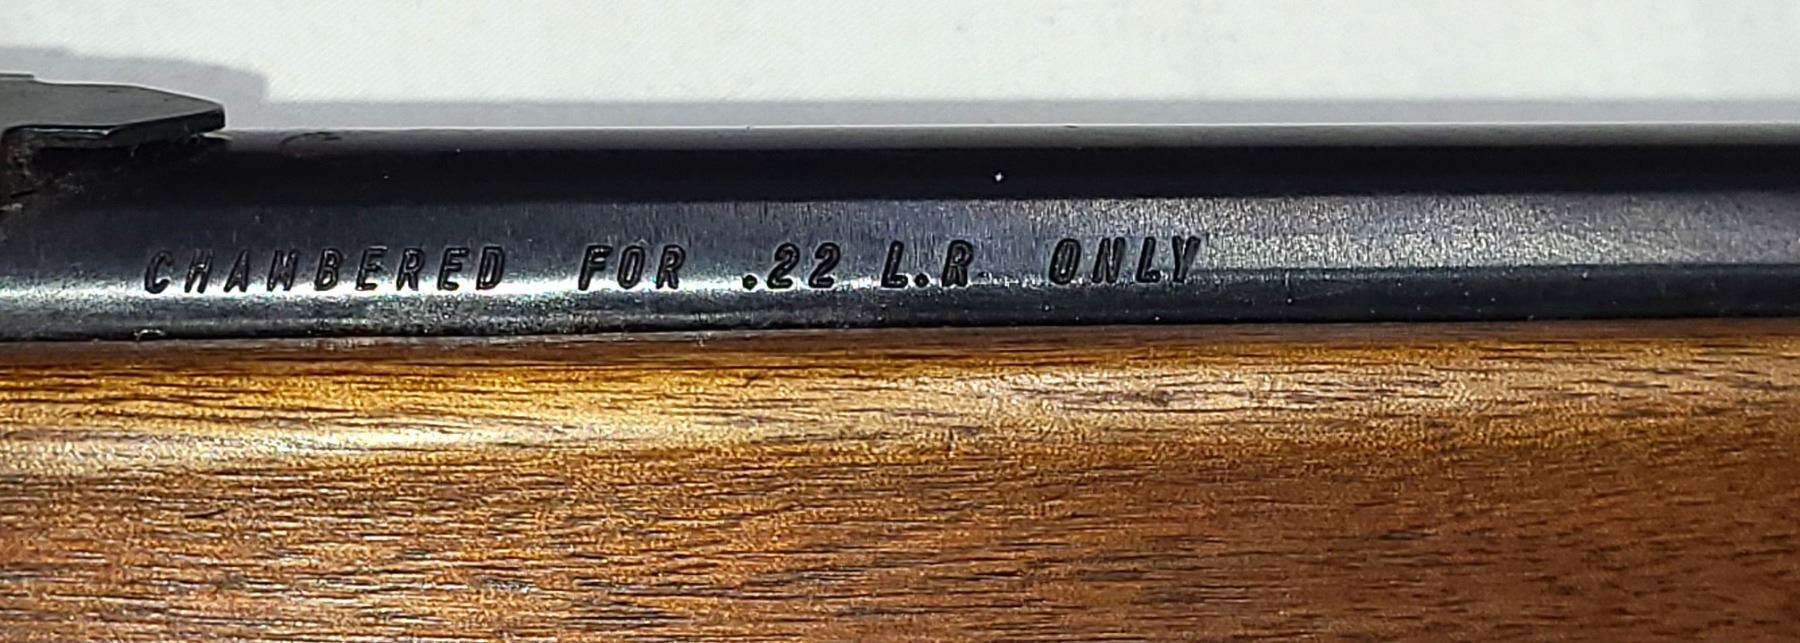 CHAMBERED FOR .22 L.R ONLY